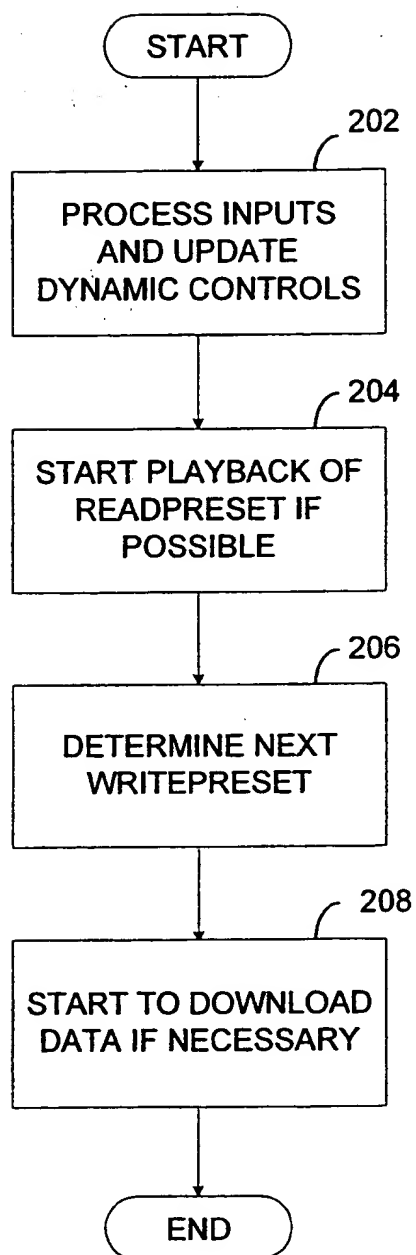 START
202
PROCESS INPUTS
AND UPDATE
DYNAMIC CONTROLS
204
START PLAYBACK OF
READPRESET IF
POSSIBLE
206
DETERMINE NEXT
WRITEPRESET
208
START TO DOWNLOAD
DATA IF NECESSARY
END